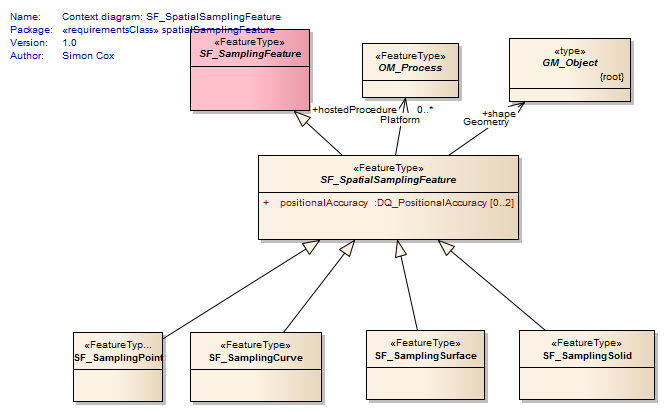 Name: Context diagram: SF_SpatialSamplingFeature
Package: «requirementsClass» spatialSamplingFeature
Version: 1.0
Author: Simon Cox
«FeatureType»
SF_SamplingFeature
«FeatureType»
OM_Process
«type»
GM_Object
{root}
+hostedProcedure 0..*
Platform
+shape
Geometry
«FeatureType»
SF_SpatialSamplingFeature
+ positionalAccuracy :DQ_PositionalAccuracy [0..2]
«FeatureTyp...
SF_SamplingPoint
«FeatureType»
SF_SamplingCurve
«FeatureType»
SF_SamplingSurface
«FeatureType»
SF_SamplingSolid